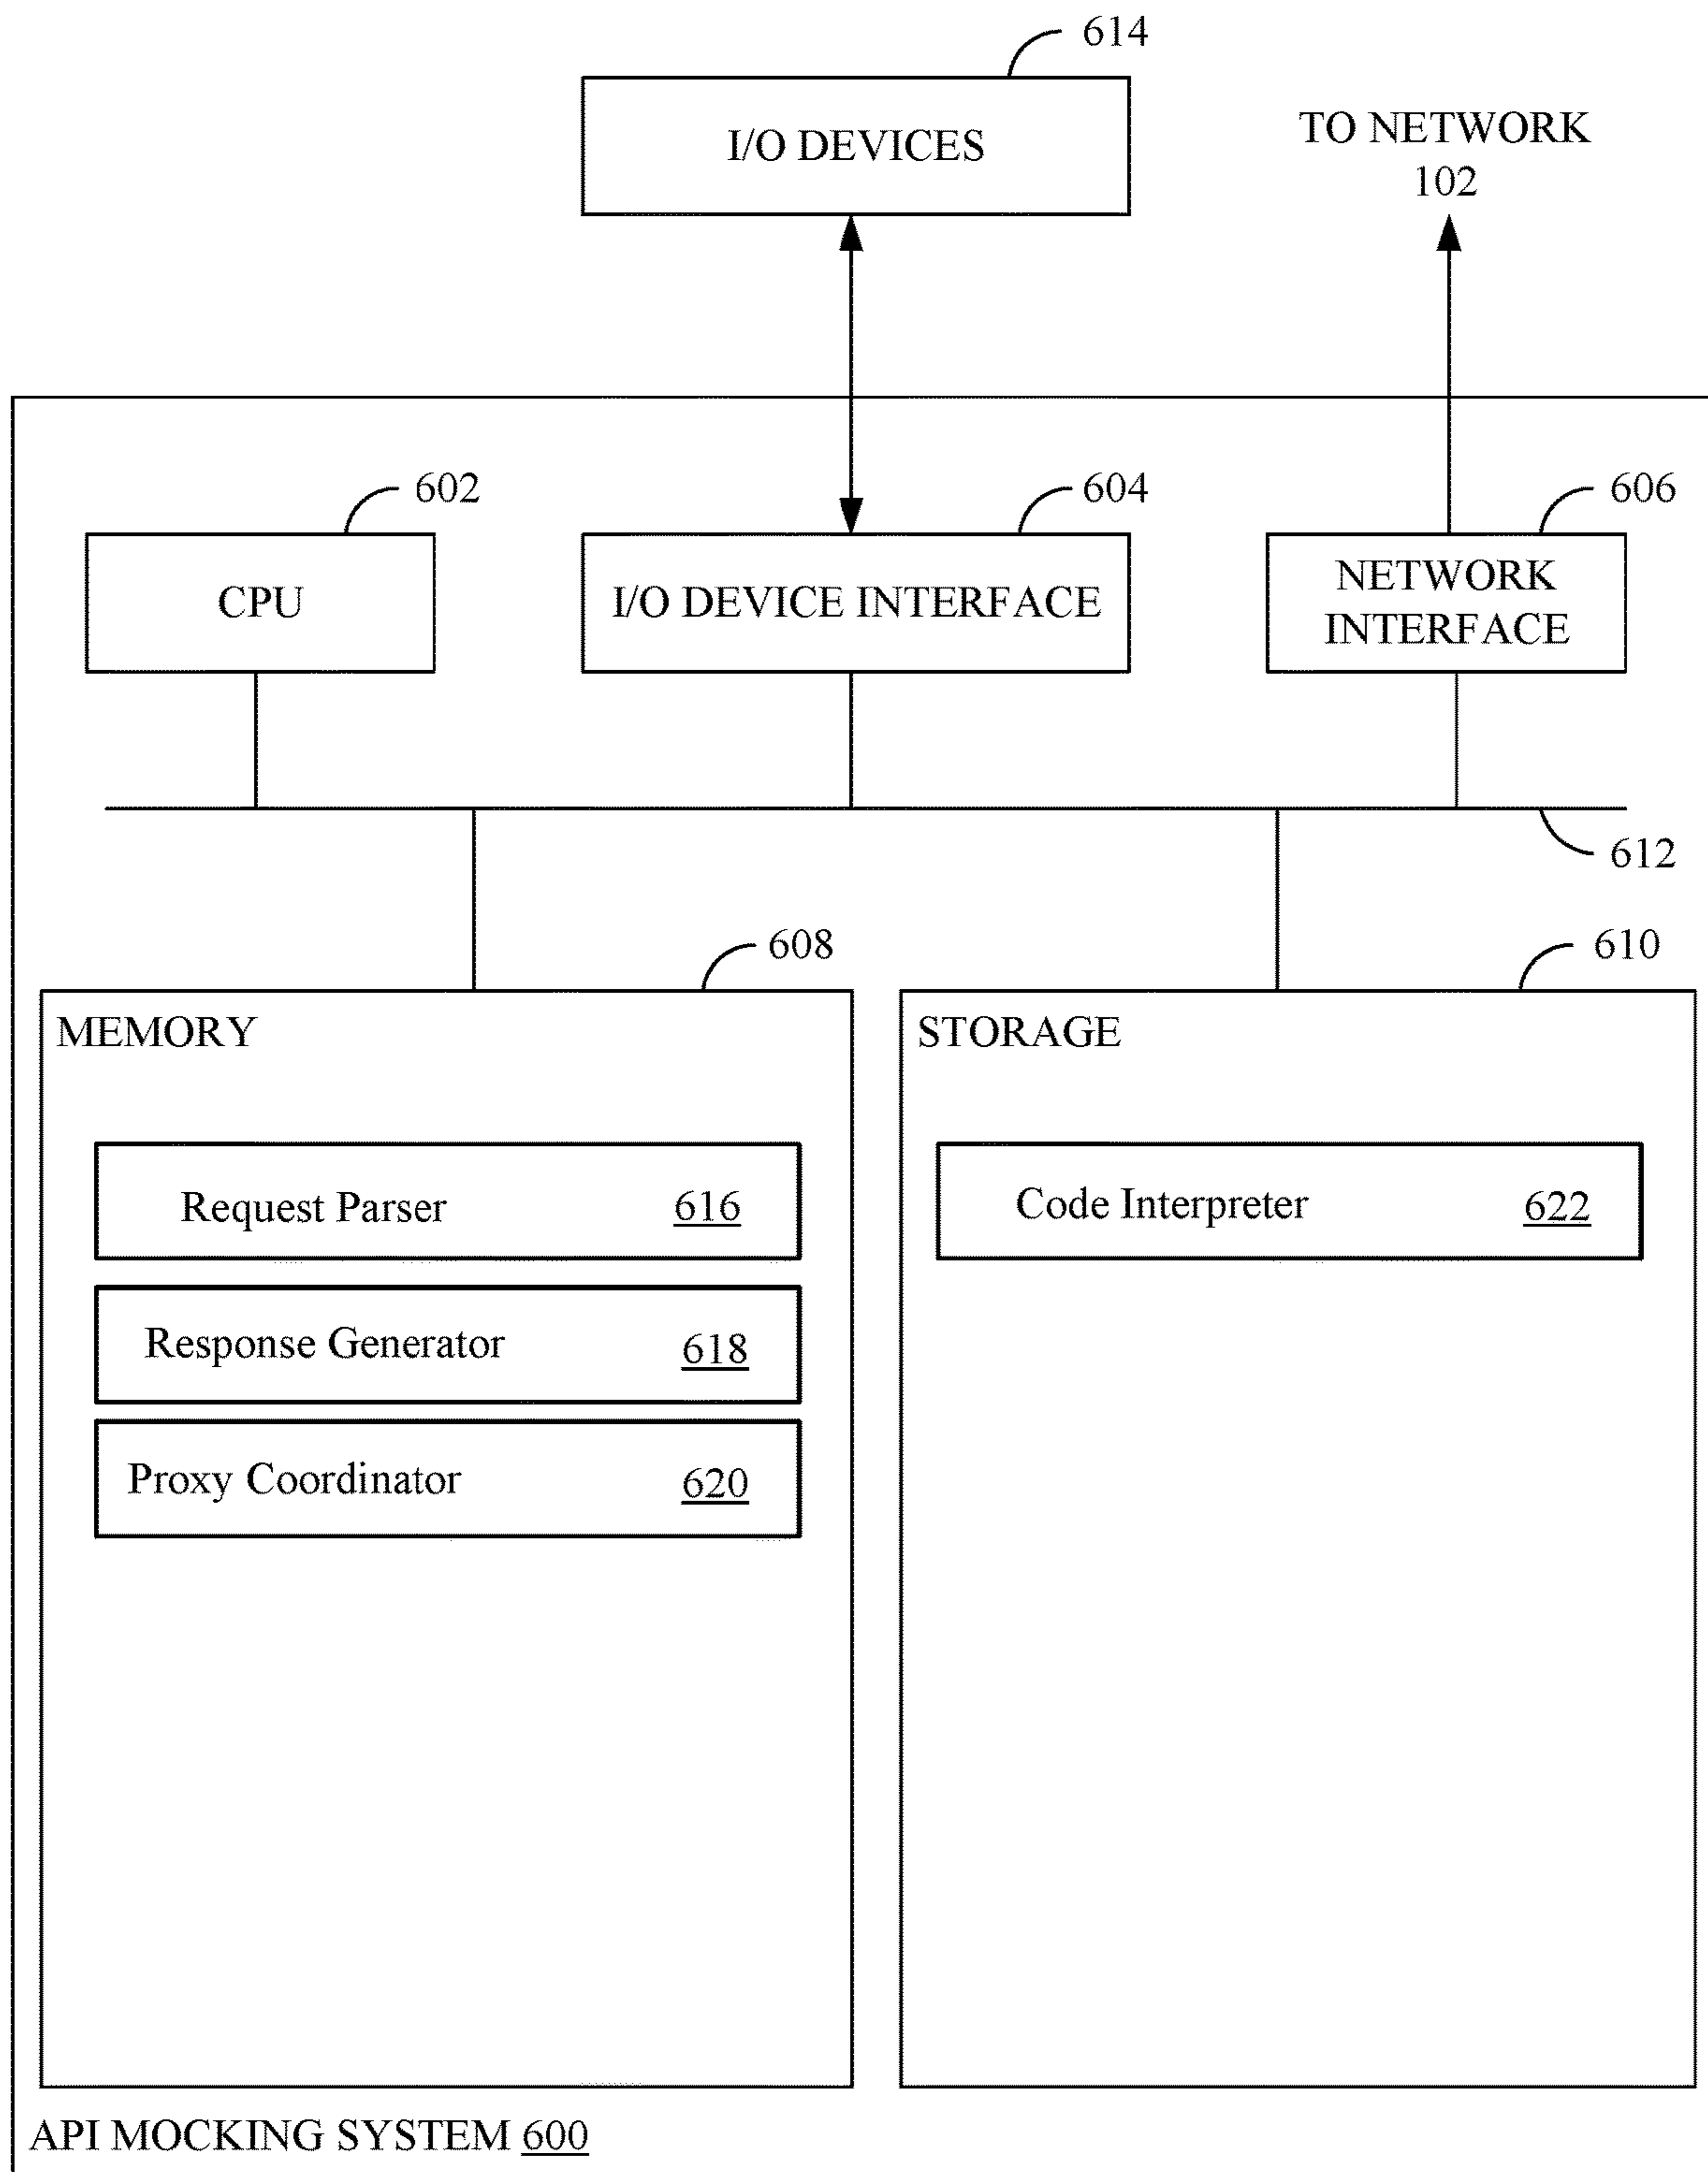 614
I/O DEVICES
TO NETWORK
102
602
604
606
CPU
I/O DEVICE INTERFACE
NETWORK
INTERFACE
612
608
610
MEMORY
STORAGE
Request Parser 616
Code Interpreter 622
Response Generator 618
Proxy Coordinator 620
API MOCKING SYSTEM 600